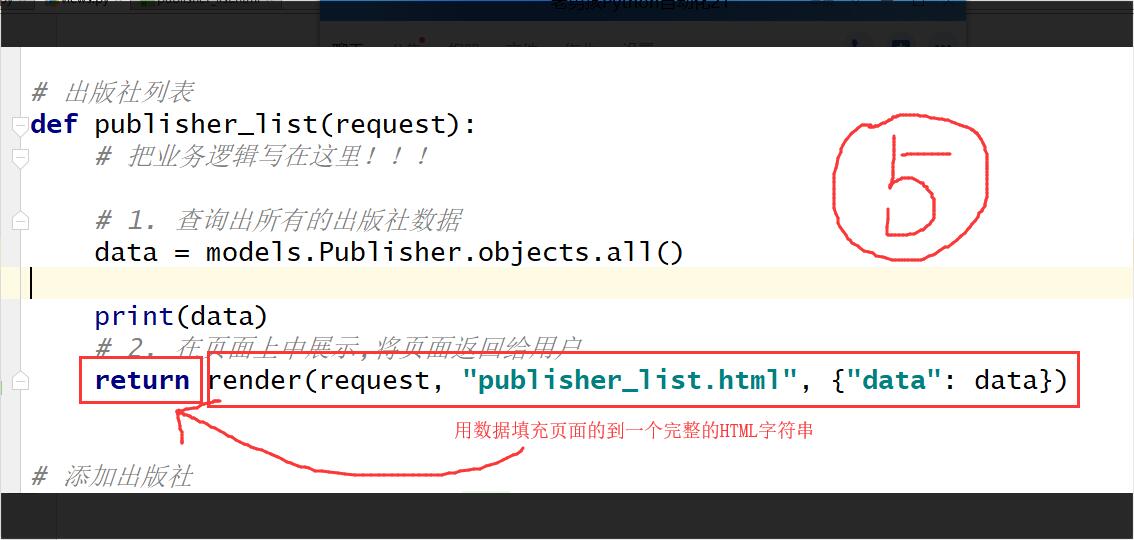 views.py
publisher_list.html
# 出版社列表
def publisher_list(request):
# 把业务逻辑写在这里！！！
5
# 1. 查询出所有的出版社数据
data = models.Publisher.objects.all()
print(data)
# 2. 在页面上中展示,将页面返回给用户
return render(request, "publisher_list.html", {"data": data})
用数据填充页面的到一个完整的HTML字符串
# 添加出版社